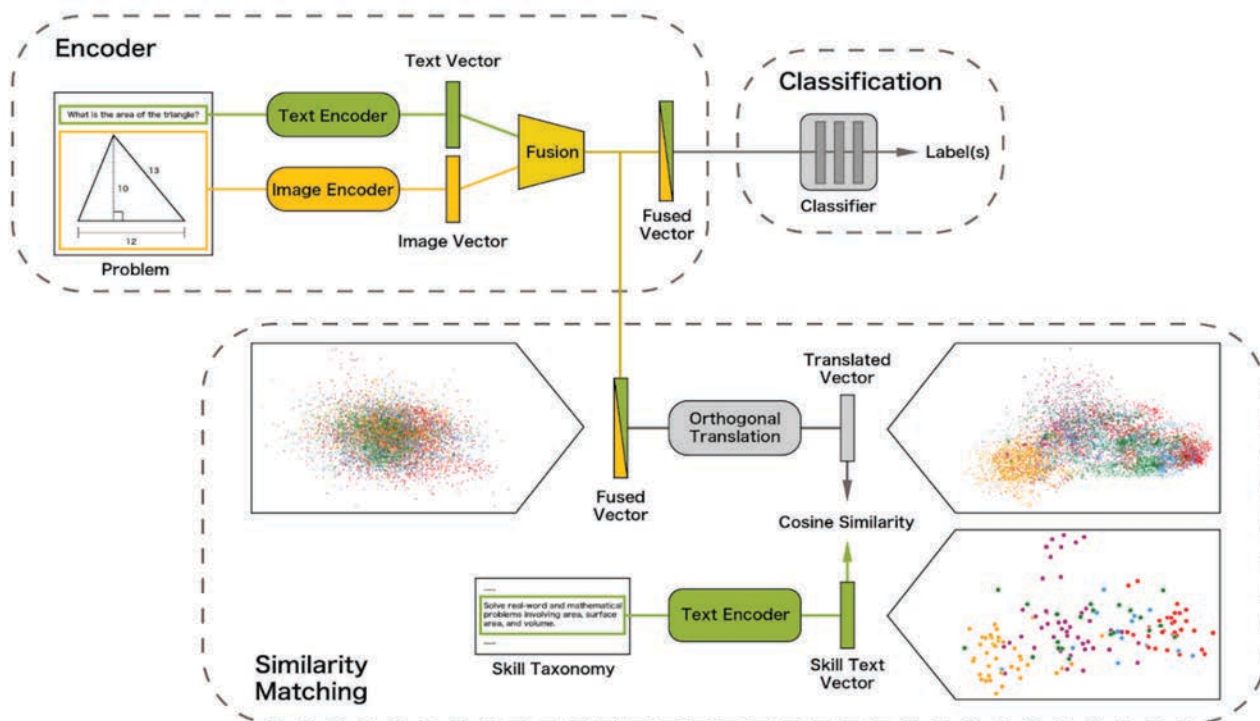 Encoder
Text Vector
Classification
What is the area of the triangle?
Text Encoder
Fusion
Label(s)
13
10
Image Encoder
Classifier
12
Image Vector
Fused
Vector
Problem
Translated
Vector
Orthogonal
Translation
Fused
Vector
Cosine Similarity
Solve real-word and mathematical
problems involving area, surface
area, and volume.
Text Encoder
Skill Taxonomy
Skill Text
Vector
Similarity
Matching